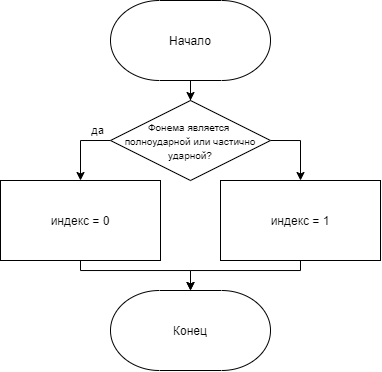 Начало
да
Фонема является
полноударной или частично
ударной?
индекс = 0
индекс = 1
Конец